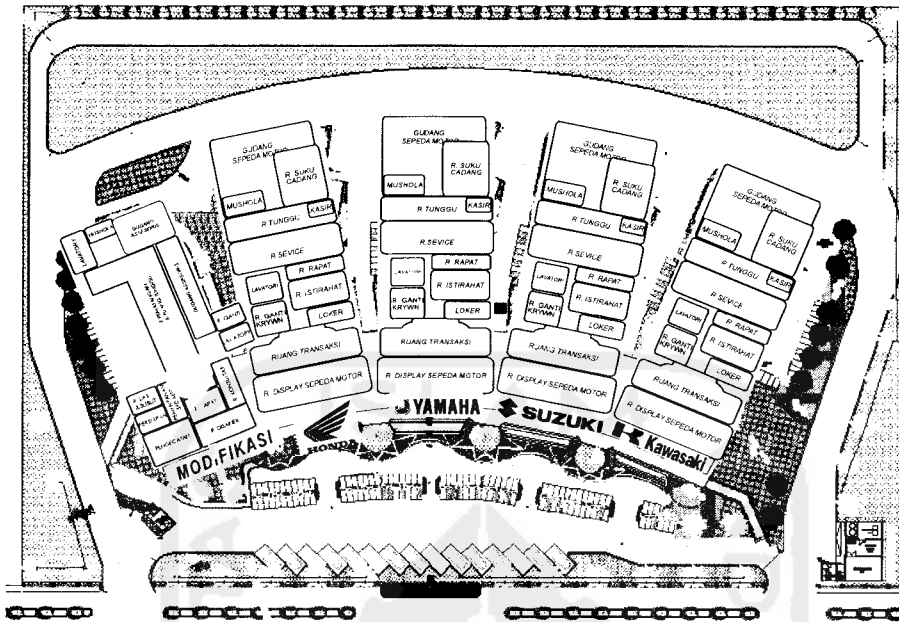 GUDANG
SEPEDA MOTOR
R. SUKU
CADANG
MUSHOLA
KASIR
R TUNGGU
R.SEVICE
LAVATORI
R. RAPAT
R. ISTIRAHAT
R. GANTI
KRYWN
LOKER
RUANG TRANSAKSI
R. DISPLAY SEPEDA MOTOR
GUDANG
SEPEDA MOTOR
R. SUKU
CADANG
MUSHOLA
R TUNGGU
KASIR
R.SEVICE
LAVATORI
R. RAPAT
R. ISTIRAHAT
R. GANTI
KRYWN
LOKER
RUANG TRANSAKSI
R. DISPLAY SEPEDA MOTOR
GUDANG
SEPEDA MOTOR
R. SUKU
CADANG
MUSHOLA
R TUNGGU
KASIR
R.SEVICE
LAVATORI
R. RAPAT
R. ISTIRAHAT
R. GANTI
KRYWN
LOKER
RUANG TRANSAKSI
R. DISPLAY SEPEDA MOTOR
GUDANG
SEPEDA MOTOR
R. SUKU
CADANG
MUSHOLA
R TUNGGU
KASIR
R SEVICE
LAVATORI
R. RAPAT
R. ISTIRAHAT
R. GANTI
KRYWN
LOKER
RUANG TRANSAKSI
R. DISPLAY SEPEDA MOTOR
MODIFIKASI
HONDA
YAMAHA
SUZUKI
Kawasaki